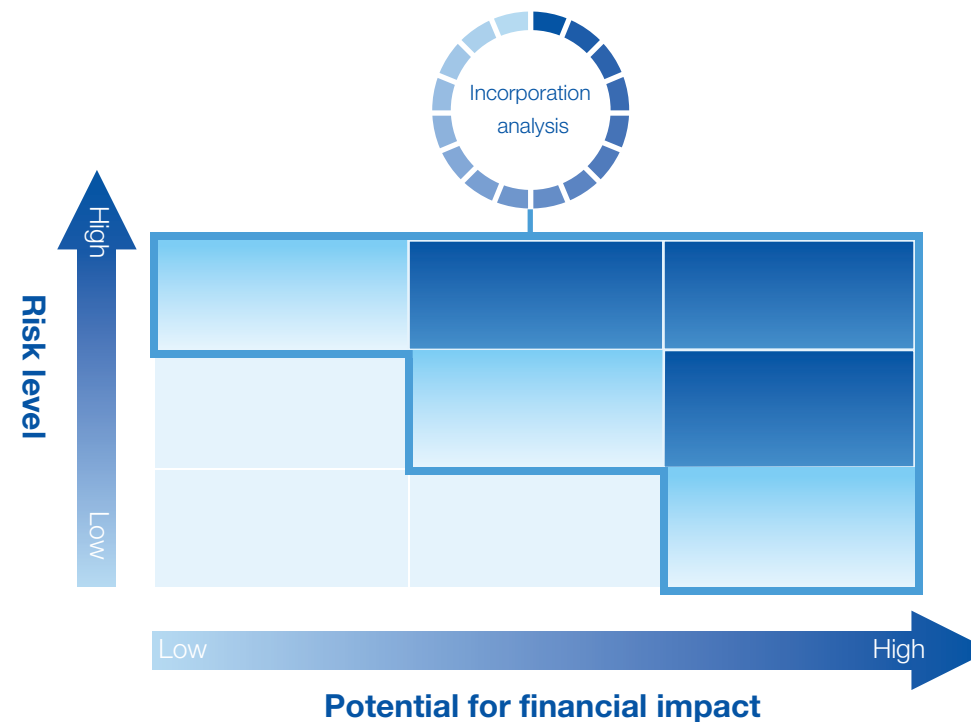 Incorporation
analysis
High
Risk level
Low
Low
High
Potential for financial impact